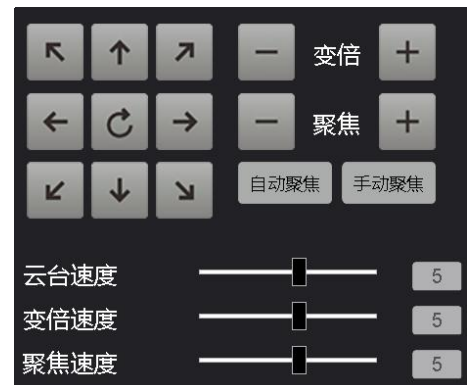 − 变倍 +
− 聚焦 +
自动聚焦 手动聚焦
云台速度 5
变倍速度 5
聚焦速度 5